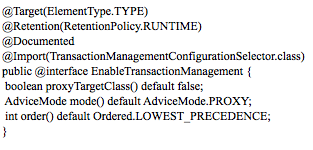 @Target(ElementType.TYPE)
@Retention(RetentionPolicy.RUNTIME)
@Documented
@Import(TransactionManagementConfigurationSelector.class)
public @interface EnableTransactionManagement {
 boolean proxyTargetClass() default false;
 AdviceMode mode() default AdviceMode.PROXY;
 int order() default Ordered.LOWEST_PRECEDENCE;
}